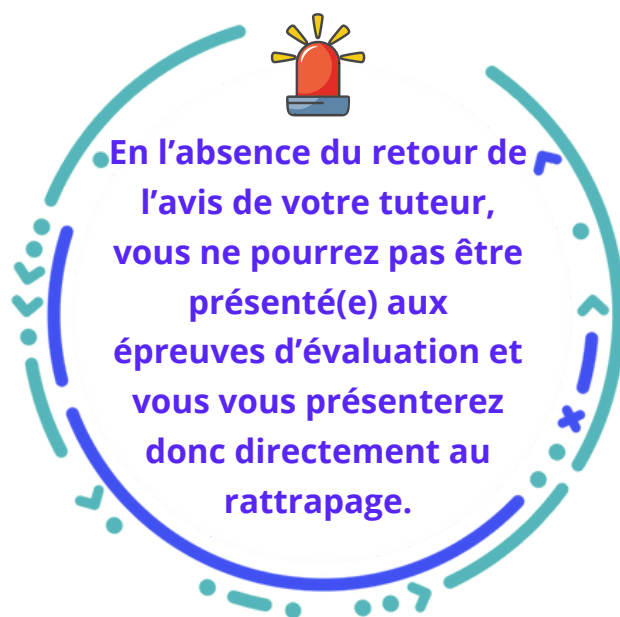 En l’absence du retour de
l’avis de votre tuteur,
vous ne pourrez pas être
présenté(e) aux
épreuves d’évaluation et
vous vous présenterez
donc directement au
rattrapage.